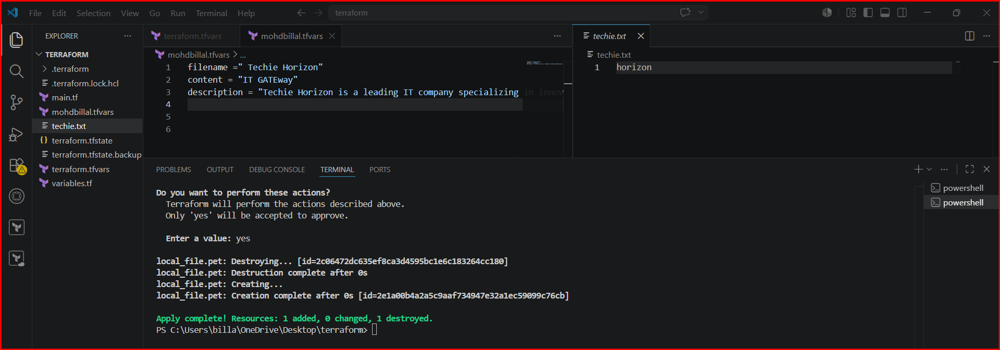 File Edit Selection View Go Run Terminal Help
terraform
EXPLORER
TERRAFORM
.terraform
.terraform.lock.hcl
main.tf
mohdbillal.tfvars
techie.txt
terraform.tfstate
terraform.tfstate.backup
terraform.tfvars
variables.tf
terraform.tfvars
mohdbillal.tfvars
mohdbillal.tfvars > ...
1 filename =" Techie Horizon"
2 content = "IT GATEway"
3 description = "Techie Horizon is a leading IT company specializing in innov
4
5
6
techie.txt
techie.txt
1 horizon
PROBLEMS OUTPUT DEBUG CONSOLE TERMINAL PORTS
Do you want to perform these actions?
Terraform will perform the actions described above.
Only 'yes' will be accepted to approve.
Enter a value: yes
local_file.pet: Destroying... [id=2c06472dc635ef8ca3d4595bc1e6c183264cc180]
local_file.pet: Destruction complete after 0s
local_file.pet: Creating...
local_file.pet: Creation complete after 0s [id=2e1a00b4a2a5c9aaf734947e32a1ec59099c76cb]
Apply complete! Resources: 1 added, 0 changed, 1 destroyed.
PS C:\Users\billa\OneDrive\Desktop\terraform>
powershell
powershell